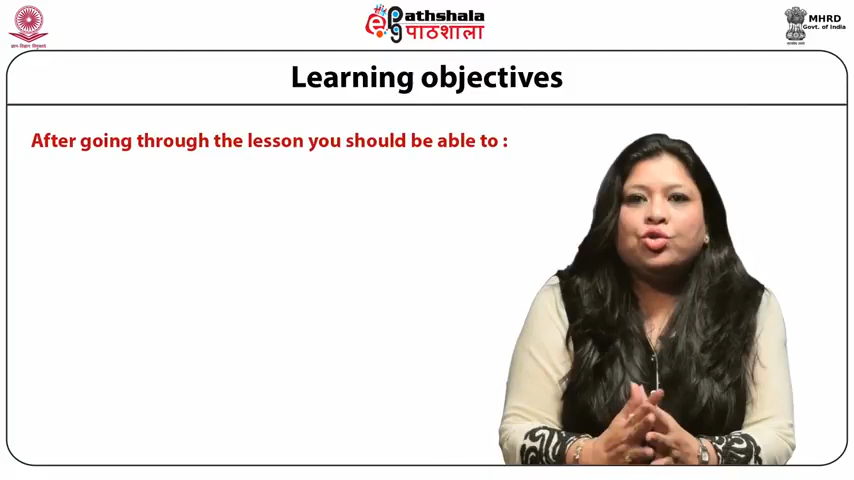 Pathshala
पाठशाला
MHRD
Govt. of India
Learning objectives
After going through the lesson you should be able to :